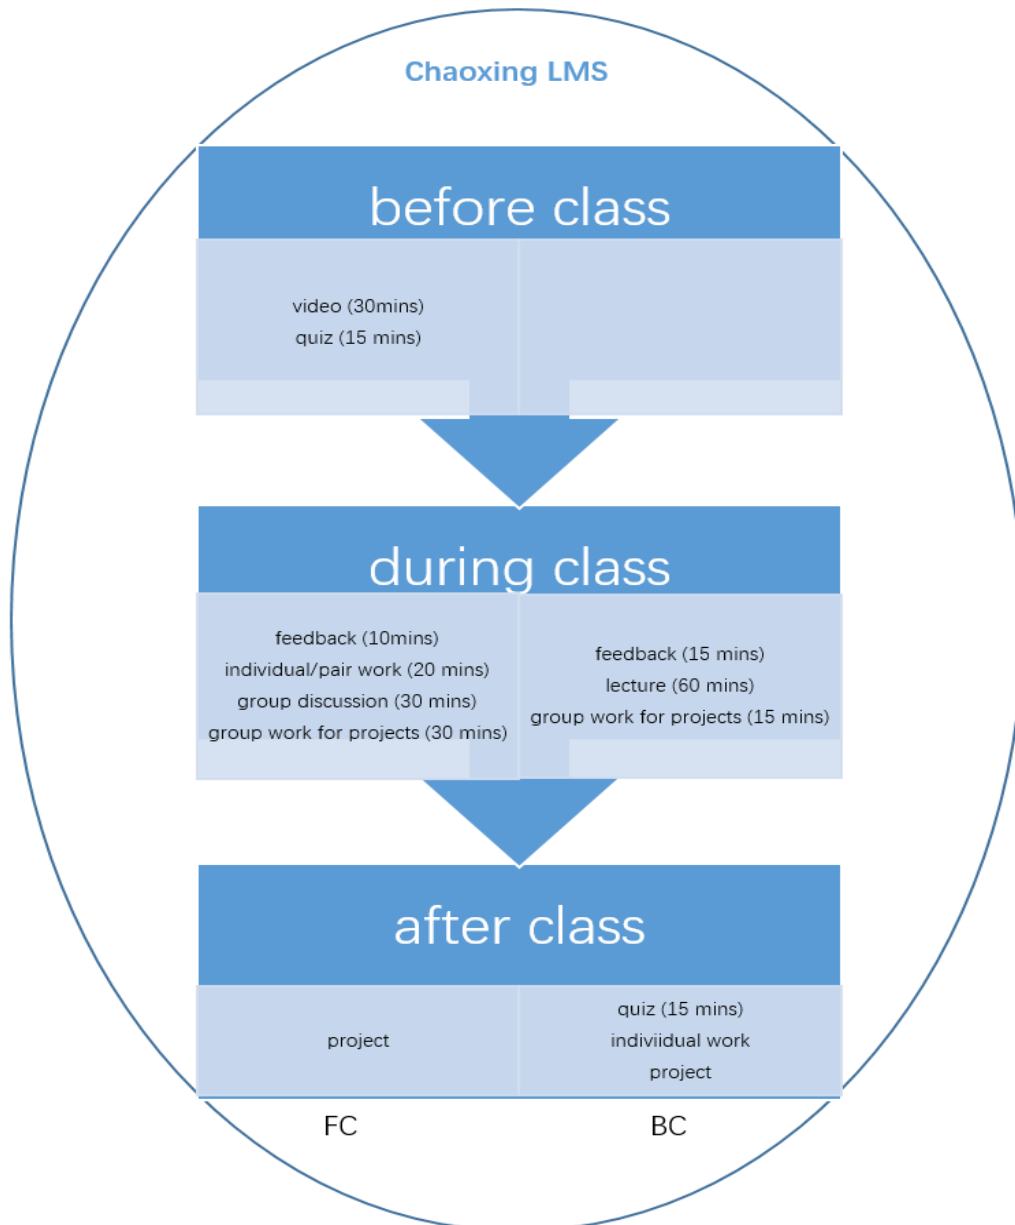 Chaoxing LMS
before class
video (30mins)
quiz (15 mins)
during class
feedback (10mins)
individual/pair work (20 mins)
group discussion (30 mins)
group work for projects (30 mins)
feedback (15 mins)
lecture (60 mins)
group work for projects (15 mins)
after class
project
quiz (15 mins)
indiviidual work
project
FC
BC